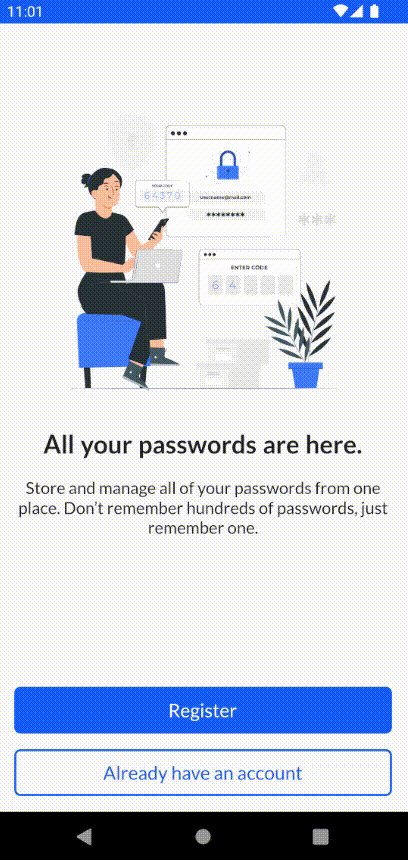 11:01
YOUR CODE
64370
Username@mail.com
********
***
ENTER CODE
6 4
All your passwords are here.
Store and manage all of your passwords from one
place. Don't remember hundreds of passwords, just
remember one.
Register
Already have an account